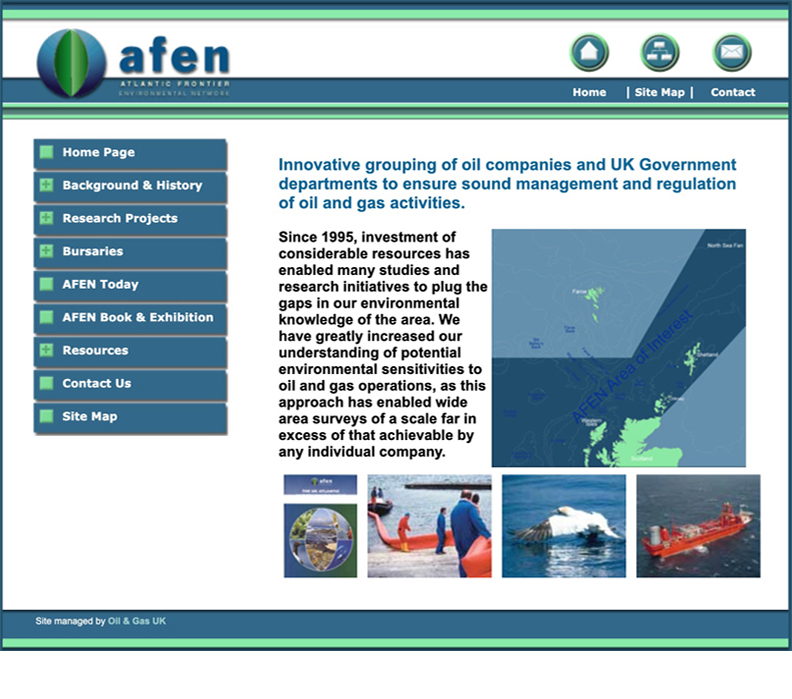 afen
ATLANTIC FRONTIER
ENVIRONMENTAL NETWORK
Home | Site Map | Contact
Home Page
Background & History
Research Projects
Bursaries
AFEN Today
AFEN Book & Exhibition
Resources
Contact Us
Site Map
Innovative grouping of oil companies and UK Government
departments to ensure sound management and regulation
of oil and gas activities.
Since 1995, investment of
considerable resources has
enabled many studies and
research initiatives to plug the
gaps in our environmental
knowledge of the area. We
have greatly increased our
understanding of potential
environmental sensitivities to
oil and gas operations, as this
approach has enabled wide
area surveys of a scale far in
excess of that achievable by
any individual company.
North Sea Fan
Faroe
AFEN Area of Interest
Shetland
Orkney
Western
Isles
Scotland
afen
THE UK ATLANTIC
Site managed by Oil & Gas UK